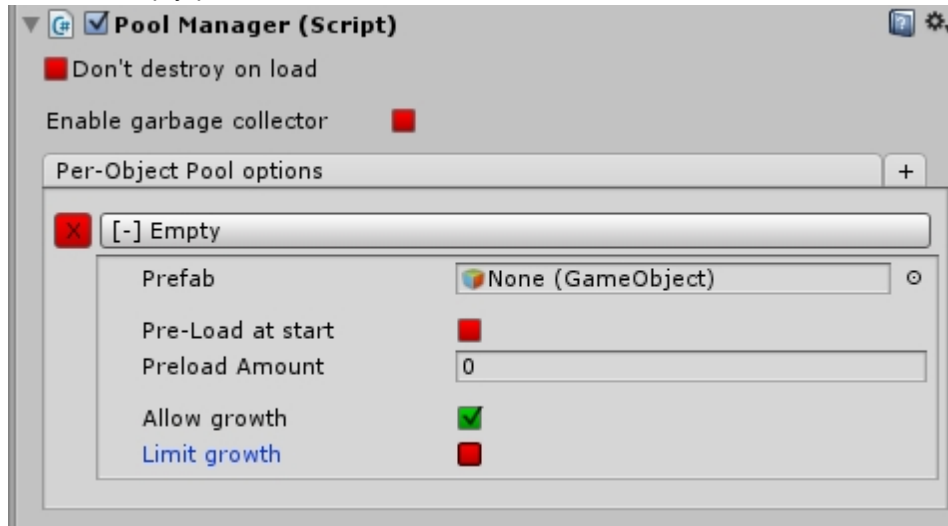 Pool Manager (Script)
Don't destroy on load
Enable garbage collector
Per-Object Pool options +
X [-] Empty
Prefab None (GameObject)
Pre-Load at start
Preload Amount 0
Allow growth
Limit growth